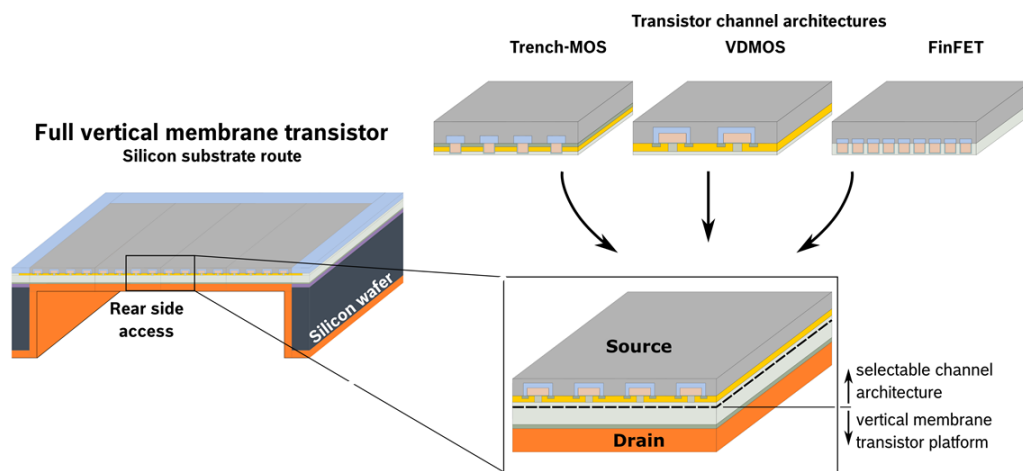 Transistor channel architectures
Trench-MOS
VDMOS
FinFET
Full vertical membrane transistor
Silicon substrate route
Silicon wafer
Rear side
access
Source
Drain
selectable channel
architecture
vertical membrane
transistor platform